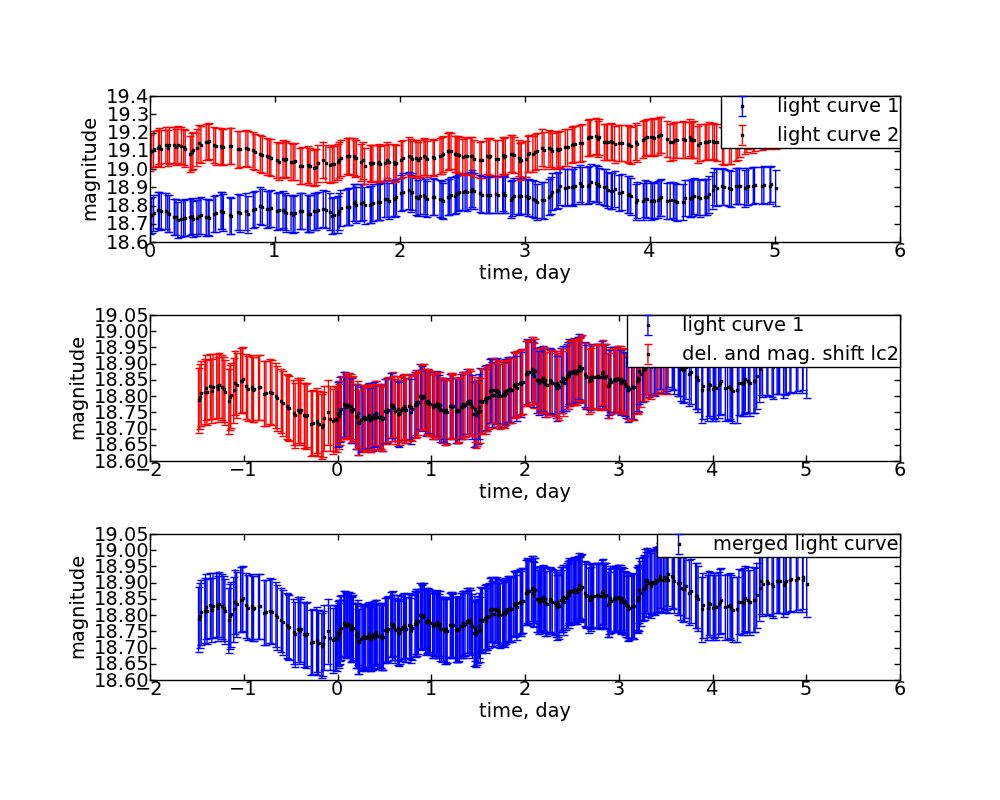 19.4
19.3
19.2
19.1
19.0
18.9
18.8
18.7
18.6
magnitude
light curve 1
light curve 2
0 1 2 3 4 5 6
time, day
19.05
19.00
18.95
18.90
18.85
18.80
18.75
18.70
18.65
18.60
magnitude
light curve 1
del. and mag. shift lc2
−2 −1 0 1 2 3 4 5 6
time, day
19.05
19.00
18.95
18.90
18.85
18.80
18.75
18.70
18.65
18.60
magnitude
merged light curve
−2 −1 0 1 2 3 4 5 6
time, day